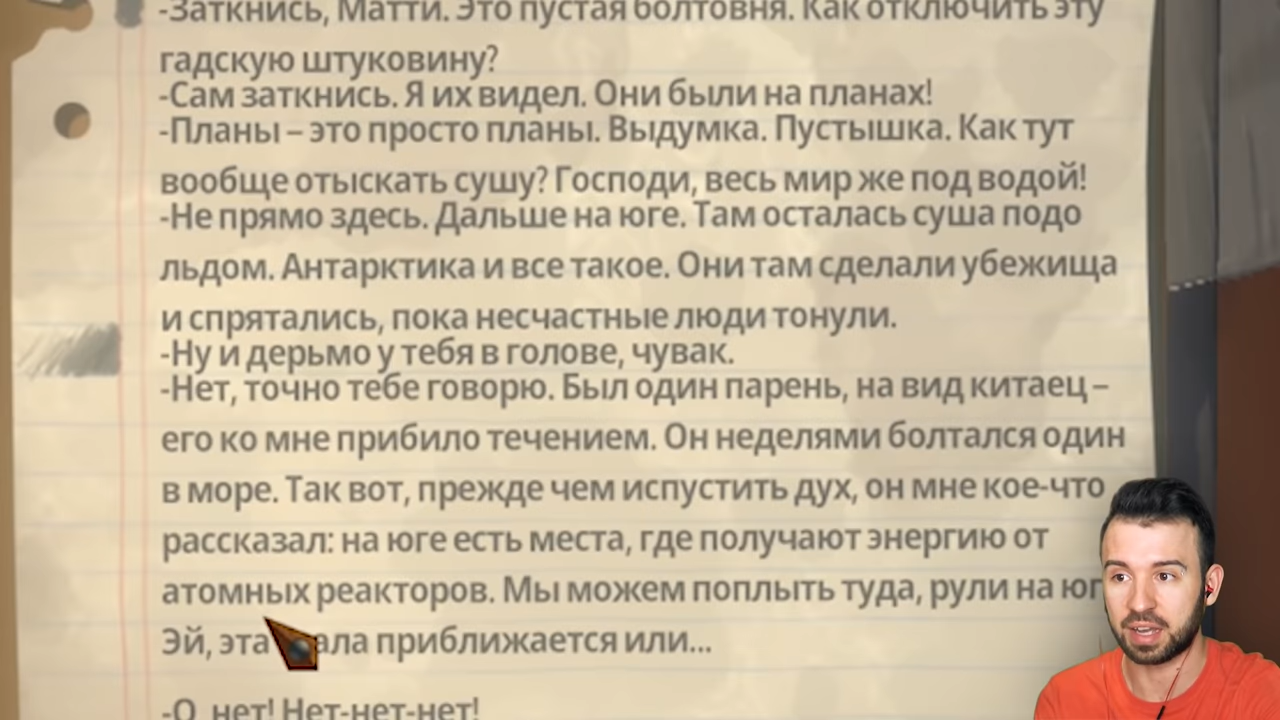 -Заткнись, Матти. Это пустая болтовня. Как отключить эту
гадскую штуковину?
-Сам заткнись. Я их видел. Они были на планах!
-Планы – это просто планы. Выдумка. Пустышка. Как тут
вообще отыскать сушу? Господи, весь мир же под водой!
-Не прямо здесь. Дальше на юге. Там осталась суша подо
льдом. Антарктика и все такое. Они там сделали убежища
и спрятались, пока несчастные люди тонули.
-Ну и дерьмо у тебя в голове, чувак.
-Нет, точно тебе говорю. Был один парень, на вид китаец –
его ко мне прибило течением. Он неделями болтался один
в море. Так вот, прежде чем испустить дух, он мне кое-что
рассказал: на юге есть места, где получают энергию от
атомных реакторов. Мы можем поплыть туда, рули на
Эй, эта приближается или...
-О, нет! Нет-нет-нет!